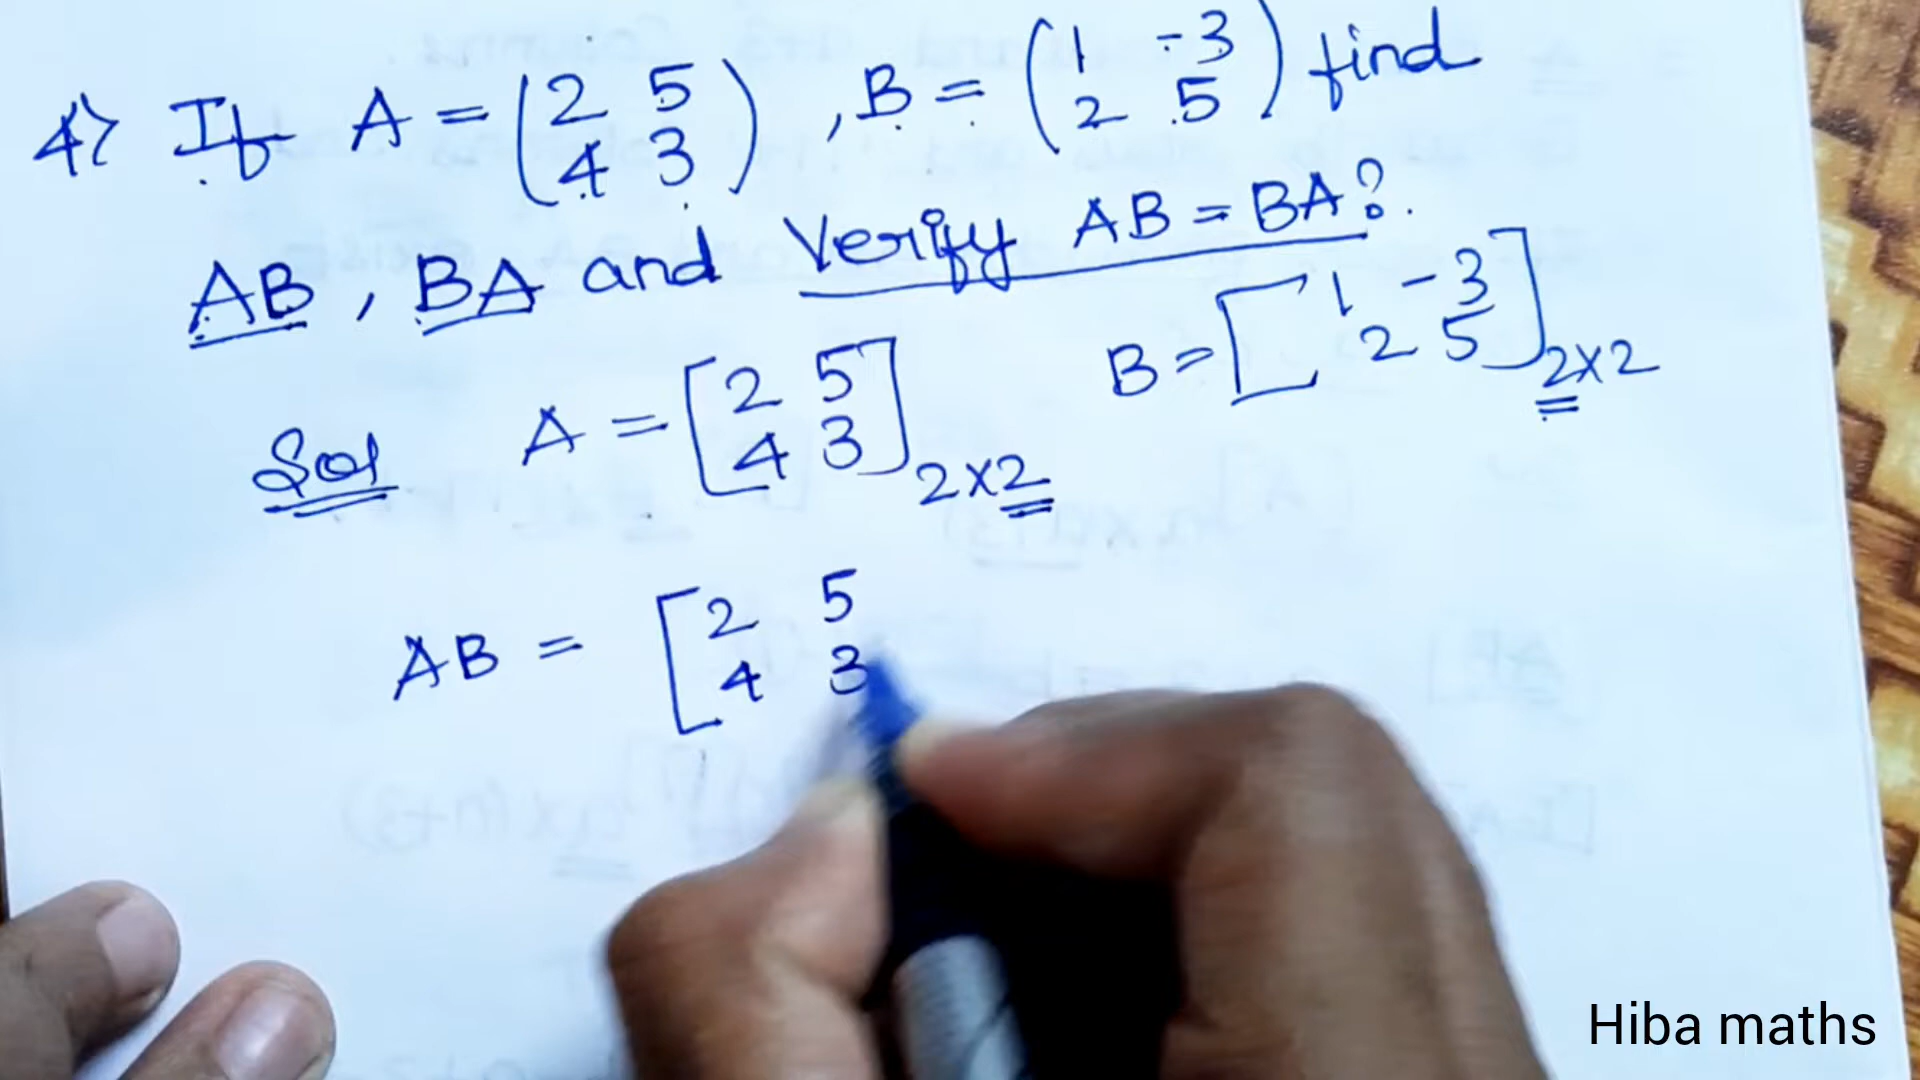 4) If A = (2 5 , B = (1 -3 ) find
4 3) 2 5
AB , BA and Verify AB = BA?.
Sol A = [2 5 B = [1 -3
4 3] 2×2 2 5] 2×2
AB = [2 5
4 3
Hiba maths